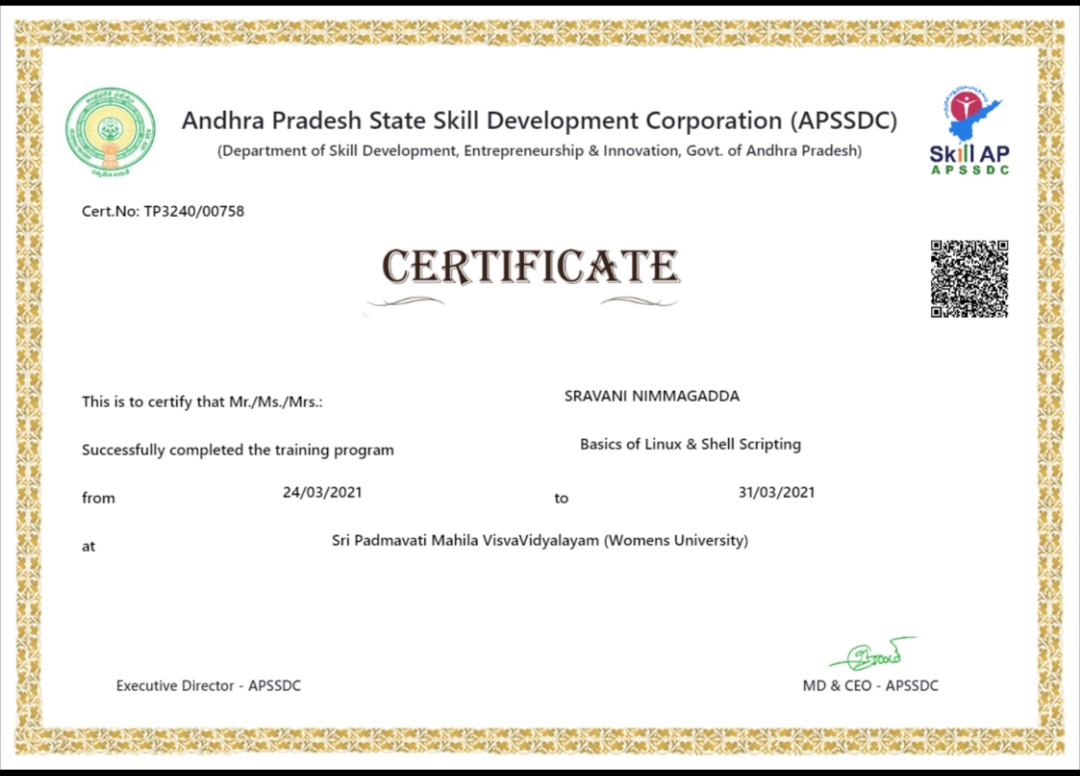 Andhra Pradesh State Skill Development Corporation (APSSDC)
(Department of Skill Development, Entrepreneurship & Innovation, Govt. of Andhra Pradesh)
Skill AP
APSSDC
Cert.No: TP3240/00758
CERTIFICATE
This is to certify that Mr./Ms./Mrs.: SRAVANI NIMMAGADDA
Successfully completed the training program Basics of Linux & Shell Scripting
from 24/03/2021 to 31/03/2021
at Sri Padmavati Mahila VisvaVidyalayam (Womens University)
Executive Director - APSSDC MD & CEO - APSSDC